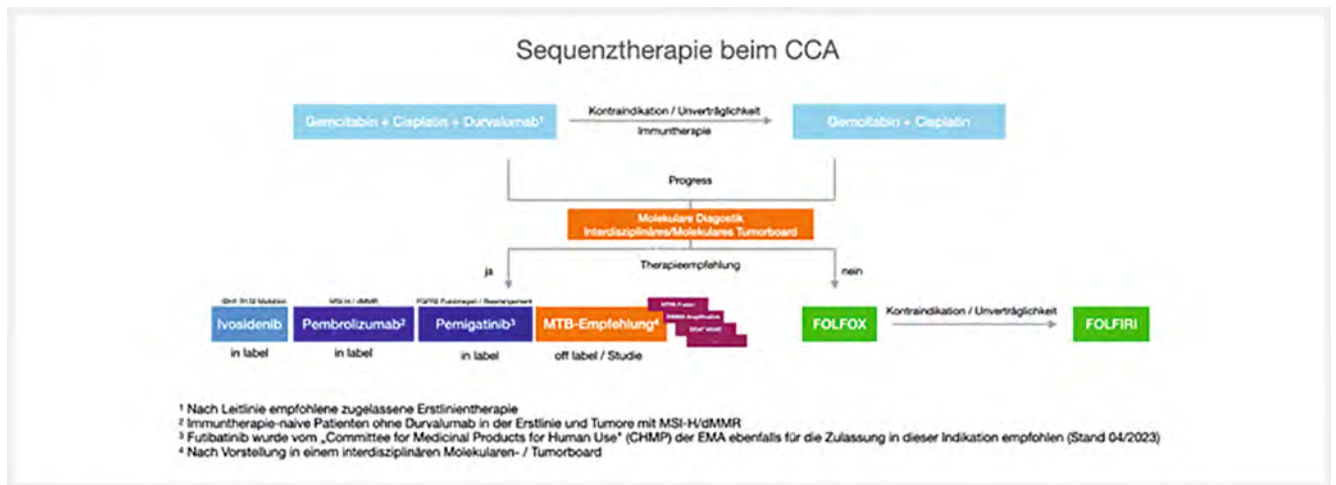 Sequenztherapie beim CCA
Gemcitabin + Cisplatin + Durvalumab¹
Kontraindikation / Unverträglichkeit
Immuntherapie
Gemcitabin + Cisplatin
Progress
Molekulare Diagostik
Interdisziplinäres/Molekulares Tumorboard
ja
Therapieempfehlung
nein
MSI-H / dMMR
Ivosidenib
Pembrolizumab²
Pemigatinib³
MTB-Empfehlung⁴
FOLFOX
Kontraindikation / Unverträglichkeit
FOLFIRI
in label
in label
in label
off label / Studie
¹ Nach Leitlinie empfohlene zugelassene Erstlinientherapie
² Immuntherapie-naive Patienten ohne Durvalumab in der Erstlinie und Tumore mit MSI-H/dMMR
³ Futibatinib wurde vom „Committee for Medicinal Products for Human Use" (CHMP) der EMA ebenfalls für die Zulassung in dieser Indikation empfohlen (Stand 04/2023)
⁴ Nach Vorstellung in einem interdisziplinären Molekularen- / Tumorboard